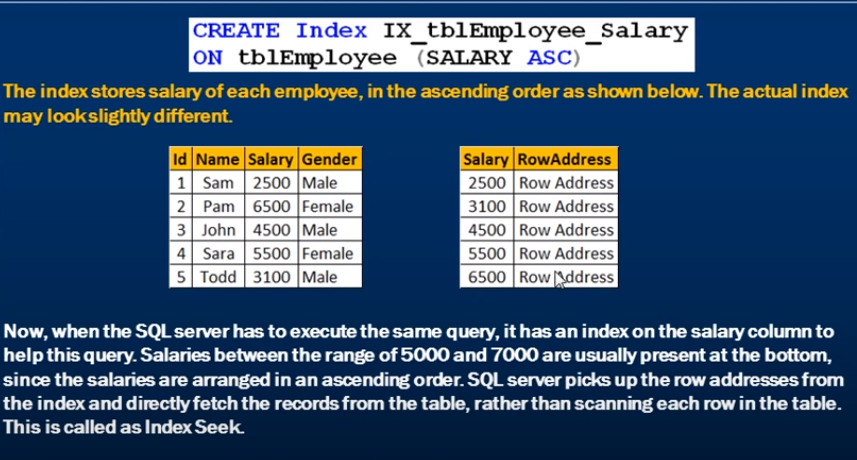 CREATE Index IX_tblEmployee_Salary
ON tblEmployee (SALARY ASC)
The index stores salary of each employee, in the ascending order as shown below. The actual index
may look slightly different.
Id Name Salary Gender
1 Sam 2500 Male
2 Pam 6500 Female
3 John 4500 Male
4 Sara 5500 Female
5 Todd 3100 Male
Salary RowAddress
2500 Row Address
3100 Row Address
4500 Row Address
5500 Row Address
6500 Row Address
Now, when the SQL server has to execute the same query, it has an index on the salary column to
help this query. Salaries between the range of 5000 and 7000 are usually present at the bottom,
since the salaries are arranged in an ascending order. SQL server picks up the row addresses from
the index and directly fetch the records from the table, rather than scanning each row in the table.
This is called as Index Seek.